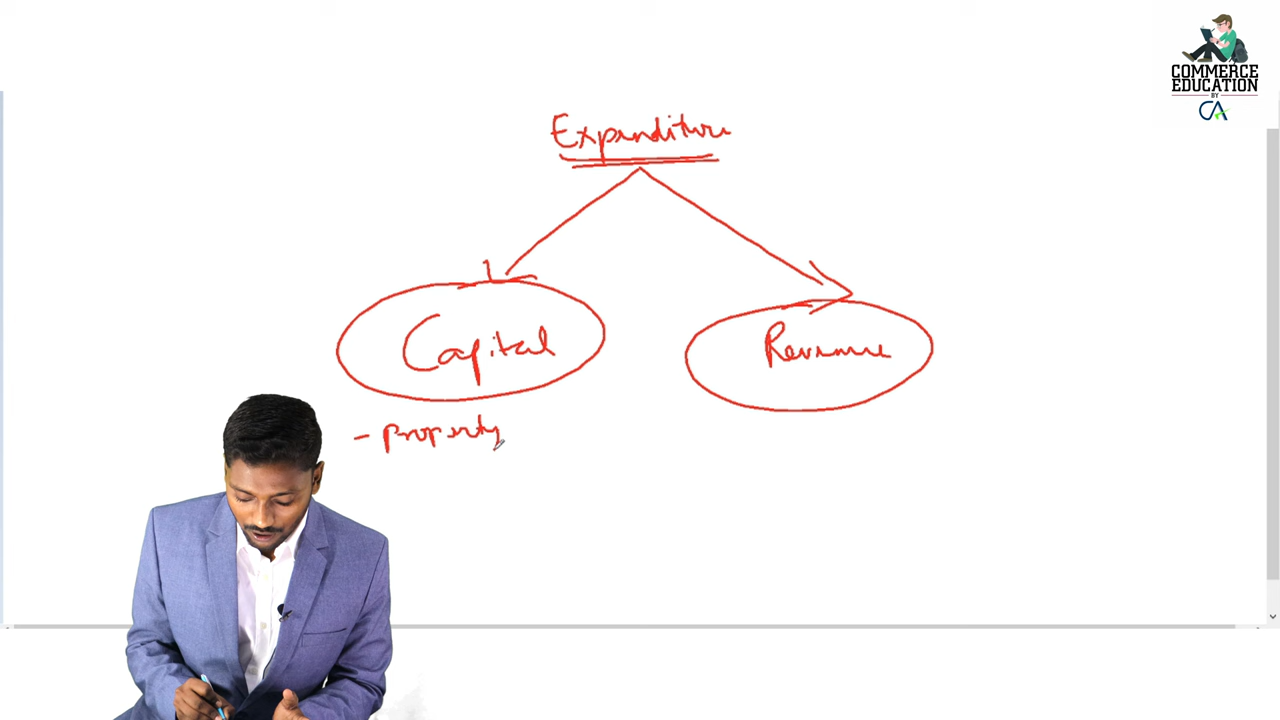 COMMERCE
EDUCATION
BY
CA
Expenditure
Capital
Revenue
- property